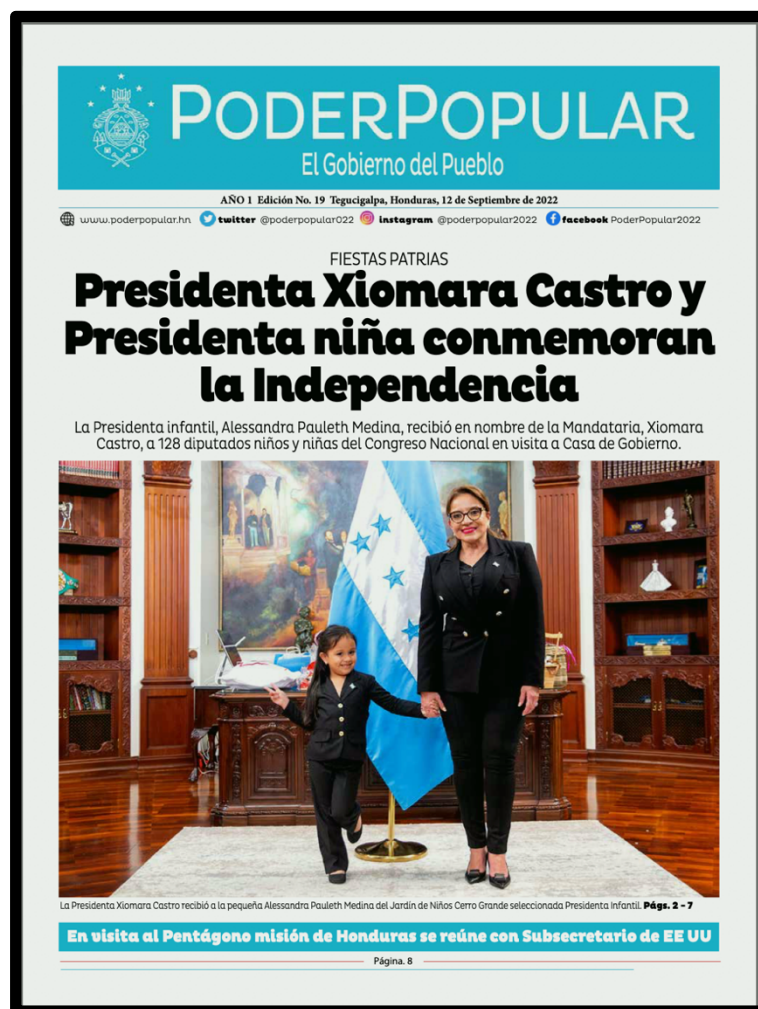 PODERPOPULAR
El Gobierno del Pueblo
AÑO 1 Edición No. 19 Tegucigalpa, Honduras, 12 de Septiembre de 2022
www.poderpopular.hn twitter @poderpopular022 instagram @poderpopular2022 facebook PoderPopular2022
FIESTAS PATRIAS
Presidenta Xiomara Castro y
Presidenta niña conmemoran
la Independencia
La Presidenta infantil, Alessandra Pauleth Medina, recibió en nombre de la Mandataria, Xiomara
Castro, a 128 diputados niños y niñas del Congreso Nacional en visita a Casa de Gobierno.
La Presidenta Xiomara Castro recibió a la pequeña Alessandra Pauleth Medina del Jardín de Niños Cerro Grande seleccionada Presidenta Infantil. Págs. 2 - 7
En visita al Pentágono misión de Honduras se reúne con Subsecretario de EE UU
Página. 8